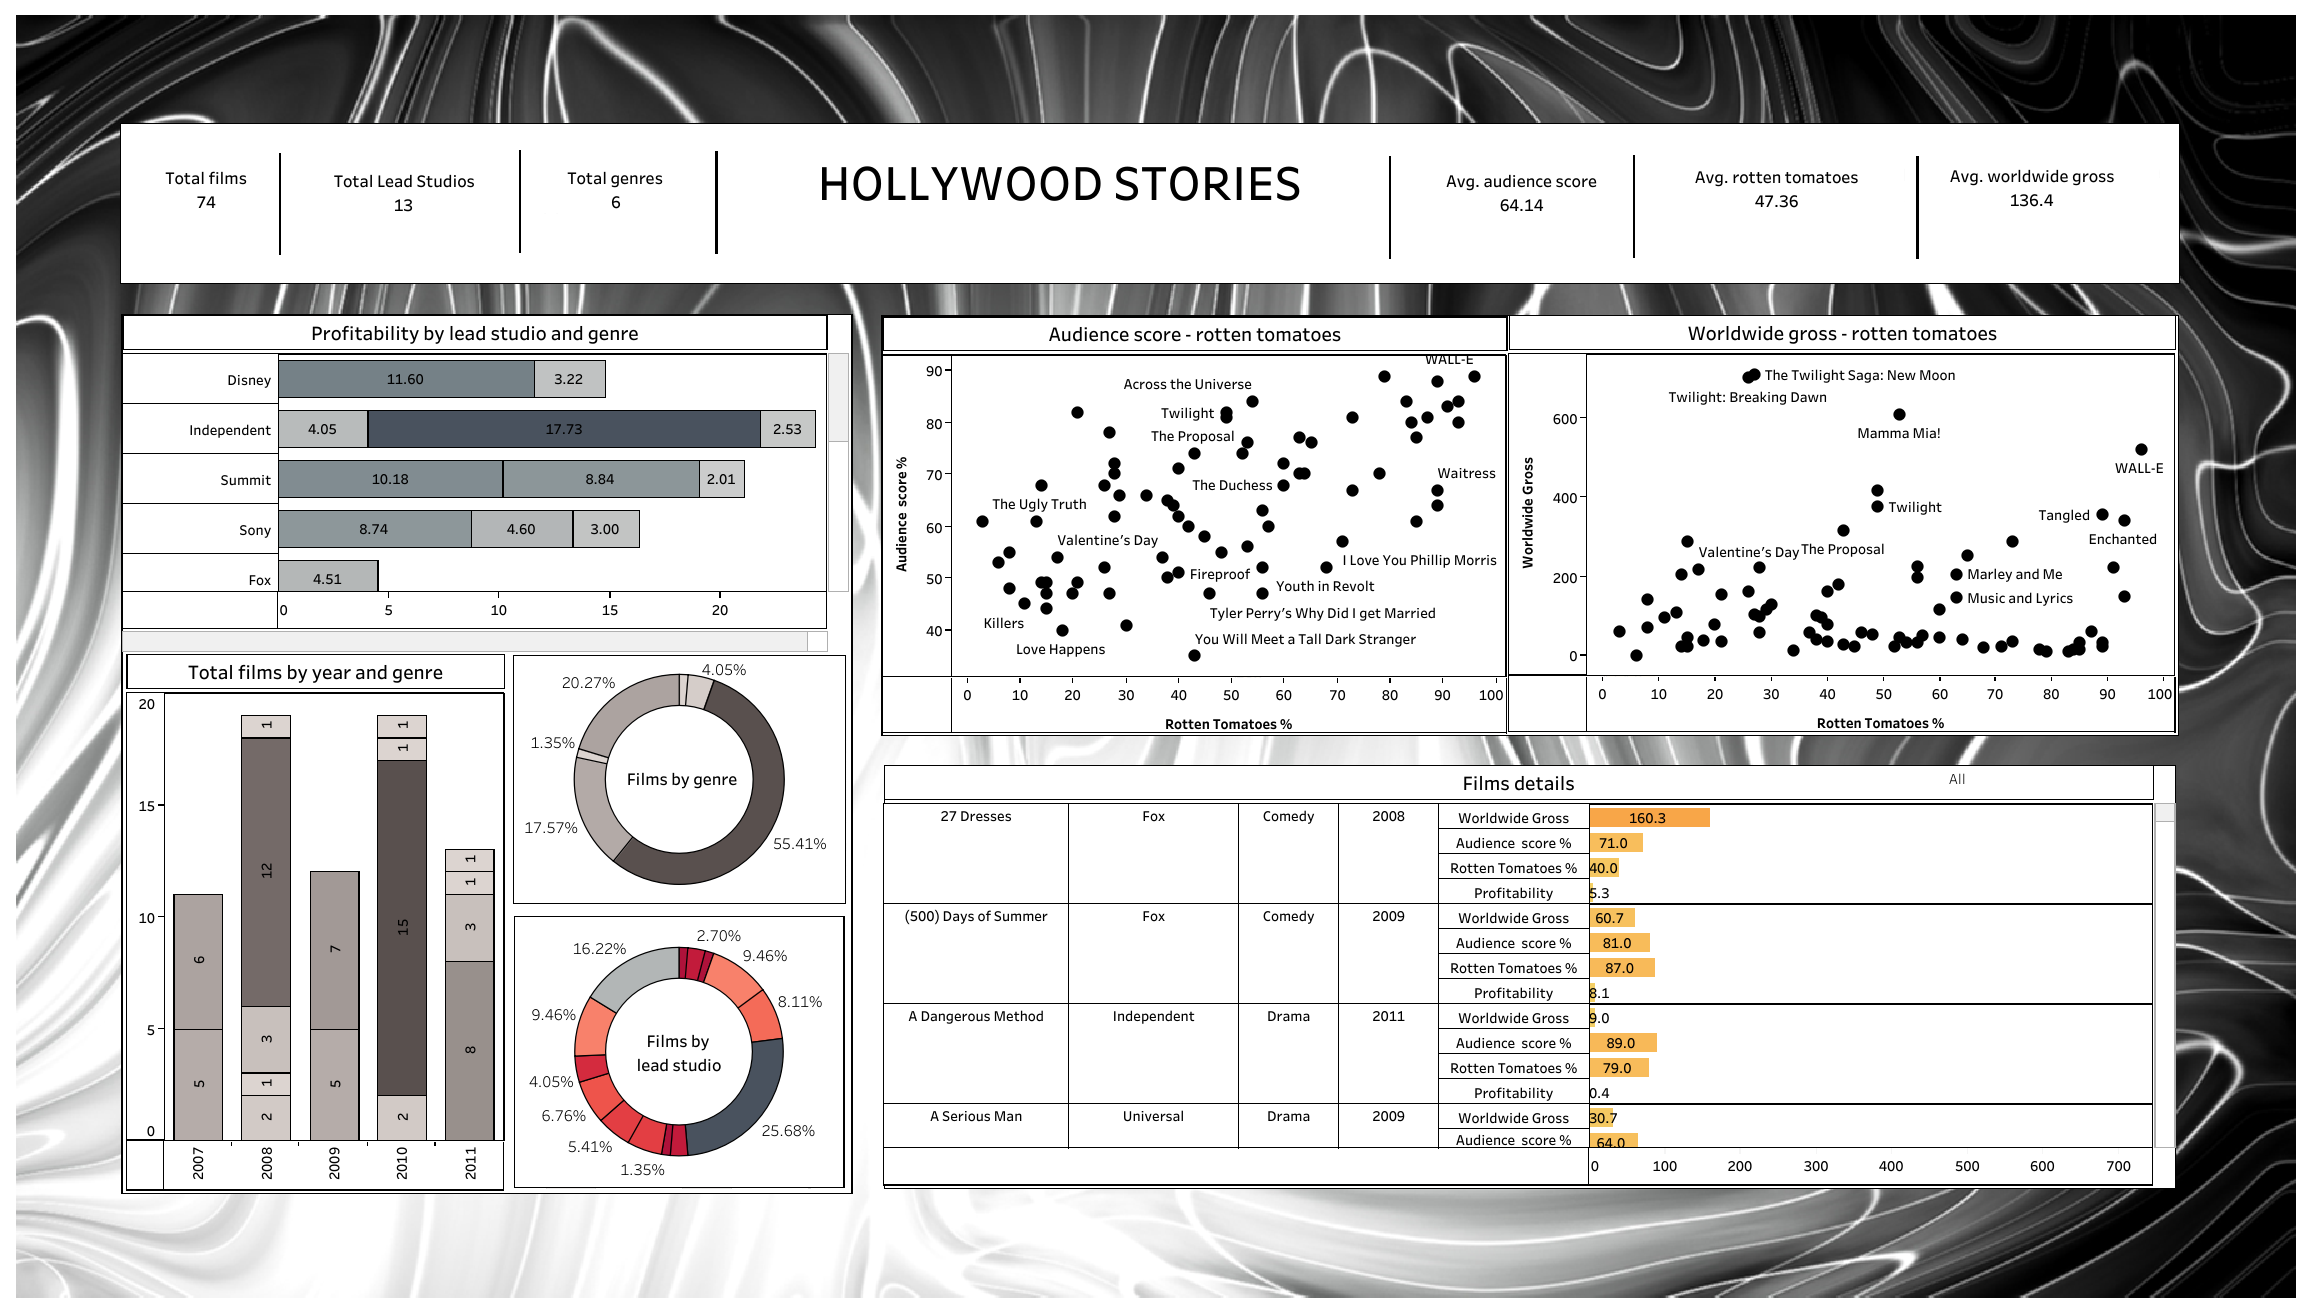 Total films
74
Total Lead Studios
13
Total genres
6
HOLLYWOOD STORIES
Avg. audience score
64.14
Avg. rotten tomatoes
47.36
Avg. worldwide gross
136.4
Profitability by lead studio and genre
Disney 11.60 3.22
Independent 4.05 17.73 2.53
Summit 10.18 8.84 2.01
Sony 8.74 4.60 3.00
Fox 4.51
0 5 10 15 20
Total films by year and genre
20
15
10
5
0
6
5
1
12
3
1
2
7
5
1
1
15
2
1
1
3
8
2007 2008 2009 2010 2011
4.05%
20.27%
1.35%
Films by genre
17.57%
55.41%
2.70%
16.22%
9.46%
8.11%
9.46%
Films by
lead studio
4.05%
6.76%
5.41%
25.68%
1.35%
Audience score - rotten tomatoes
Audience score %
90
80
70
60
50
40
WALL-E
Across the Universe
Twilight
The Proposal
Waitress
The Duchess
The Ugly Truth
Valentine's Day
I Love You Phillip Morris
Fireproof
Youth in Revolt
Tyler Perry's Why Did I get Married
Killers
You Will Meet a Tall Dark Stranger
Love Happens
0 10 20 30 40 50 60 70 80 90 100
Rotten Tomatoes %
Worldwide gross - rotten tomatoes
Worldwide Gross
600
400
200
0
The Twilight Saga: New Moon
Twilight: Breaking Dawn
Mamma Mia!
WALL-E
Twilight
Tangled
Enchanted
Valentine's Day
The Proposal
Marley and Me
Music and Lyrics
0 10 20 30 40 50 60 70 80 90 100
Rotten Tomatoes %
Films details
All
27 Dresses Fox Comedy 2008 Worldwide Gross 160.3
Audience score % 71.0
Rotten Tomatoes % 40.0
Profitability 5.3
(500) Days of Summer Fox Comedy 2009 Worldwide Gross 60.7
Audience score % 81.0
Rotten Tomatoes % 87.0
Profitability 8.1
A Dangerous Method Independent Drama 2011 Worldwide Gross 9.0
Audience score % 89.0
Rotten Tomatoes % 79.0
Profitability 0.4
A Serious Man Universal Drama 2009 Worldwide Gross 30.7
Audience score % 64.0
0 100 200 300 400 500 600 700